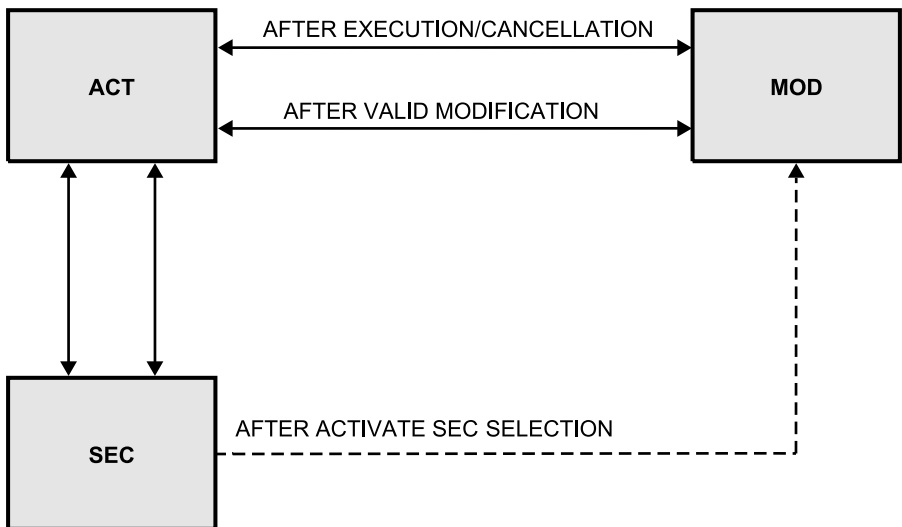 AFTER EXECUTION/CANCELLATION
ACT
MOD
AFTER VALID MODIFICATION
AFTER ACTIVATE SEC SELECTION
SEC